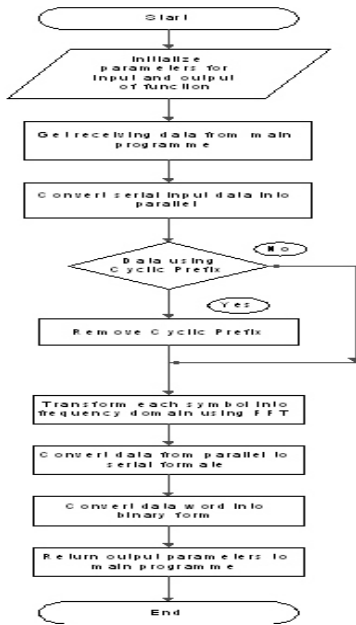 Start
Initialize
parameters for
input and output
of function
Get receiving data from main
programme
Convert serial input data into
parallel
Data using
Cyclic Prefix
No
Yes
Remove Cyclic Prefix
Transform each symbol into
frequency domain using FFT
Convert data from parallel to
serial formate
Convert data word into
binary form
Return output parameters to
main programme
End